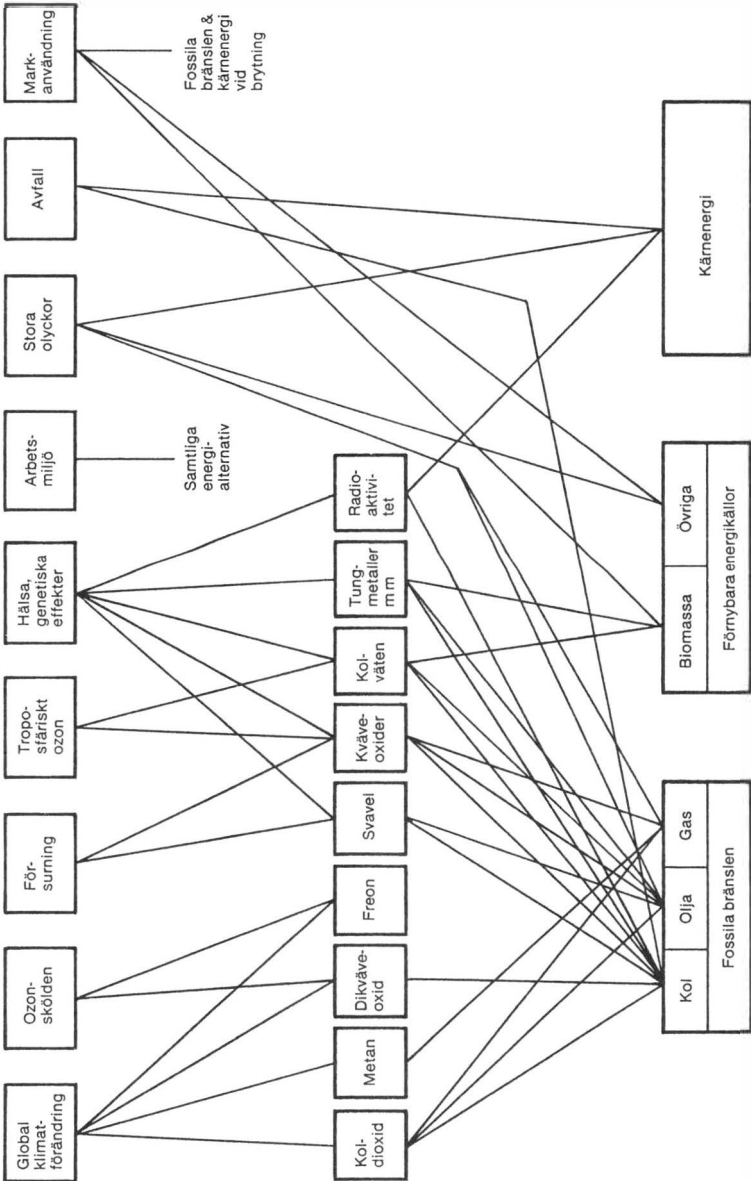 Global
klimat-
förändring
Ozon-
skölden
För-
surning
Tropo-
sfäriskt
ozon
Hälsa,
genetiska
effekter
Arbets-
miljö
Stora
olyckor
Avfall
Mark-
användning
Samtliga
energi-
alternativ
Fossila
bränslen &
kärnenergi
vid
brytning
Kol-
dioxid
Metan
Dikväve-
oxid
Freon
Svavel
Kväve-
oxider
Kol-
väten
Tung-
metaller
m m
Radio-
aktivi-
tet
Kol
Olja
Gas
Fossila bränslen
Biomassa
Övriga
Förnybara energikällor
Kärnenergi